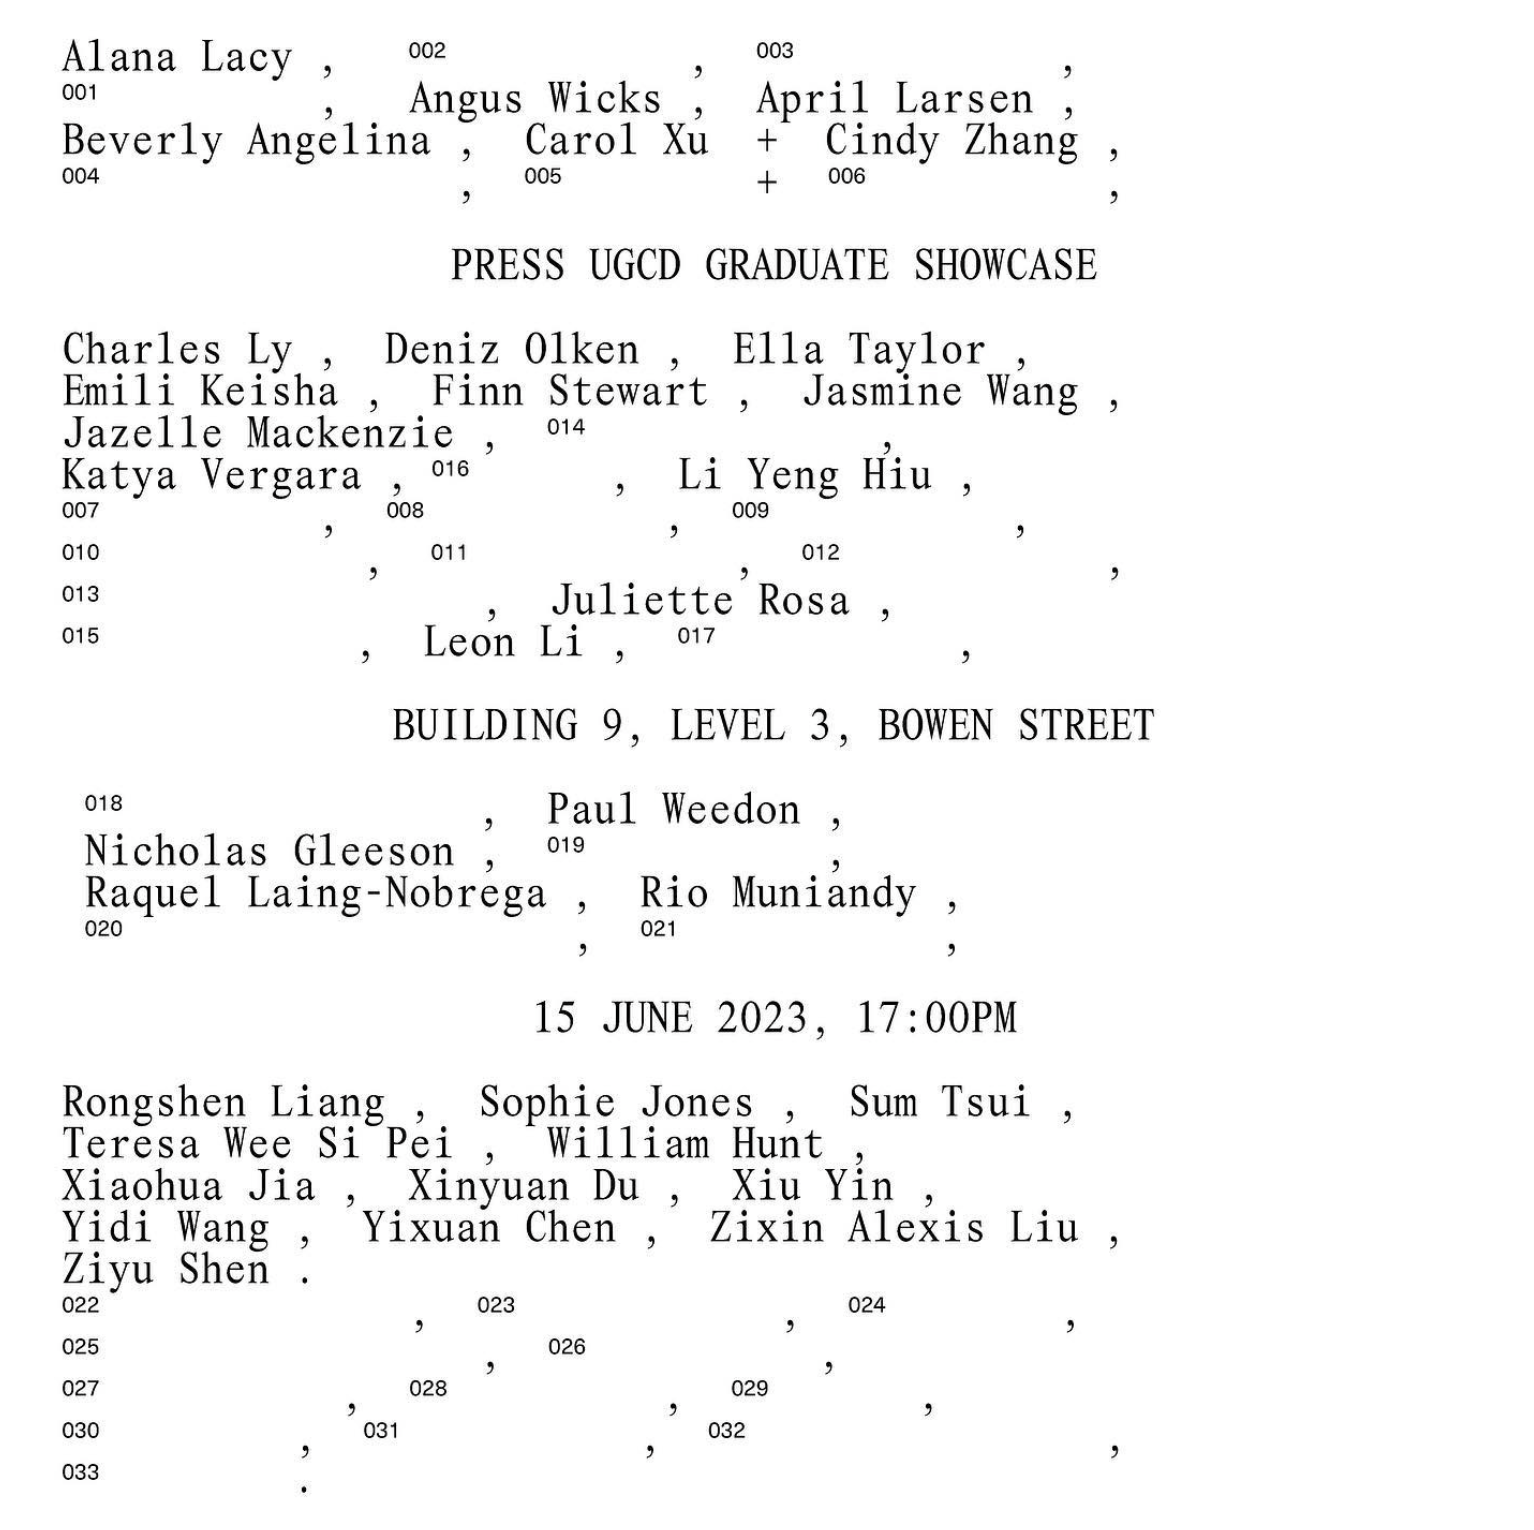 Alana Lacy , 002 , 003 ,
001 , Angus Wicks , April Larsen ,
Beverly Angelina , Carol Xu + Cindy Zhang ,
004 , 005 + 006 ,
PRESS UGCD GRADUATE SHOWCASE
Charles Ly , Deniz Olken , Ella Taylor ,
Emili Keisha , Finn Stewart , Jasmine Wang ,
Jazelle Mackenzie , 014 ,
Katya Vergara , 016 , Li Yeng Hiu ,
007 , 008 , 009 ,
010 , 011 , 012 ,
013 , Juliette Rosa ,
015 , Leon Li , 017 ,
BUILDING 9, LEVEL 3, BOWEN STREET
018 , Paul Weedon ,
Nicholas Gleeson , 019 ,
Raquel Laing-Nobrega , Rio Muniandy ,
020 , 021 ,
15 JUNE 2023, 17:00PM
Rongshen Liang , Sophie Jones , Sum Tsui ,
Teresa Wee Si Pei , William Hunt ,
Xiaohua Jia , Xinyuan Du , Xiu Yin ,
Yidi Wang , Yixuan Chen , Zixin Alexis Liu ,
Ziyu Shen .
022 , 023 , 024 ,
025 , 026 ,
027 , 028 , 029 ,
030 , 031 , 032 ,
033 .